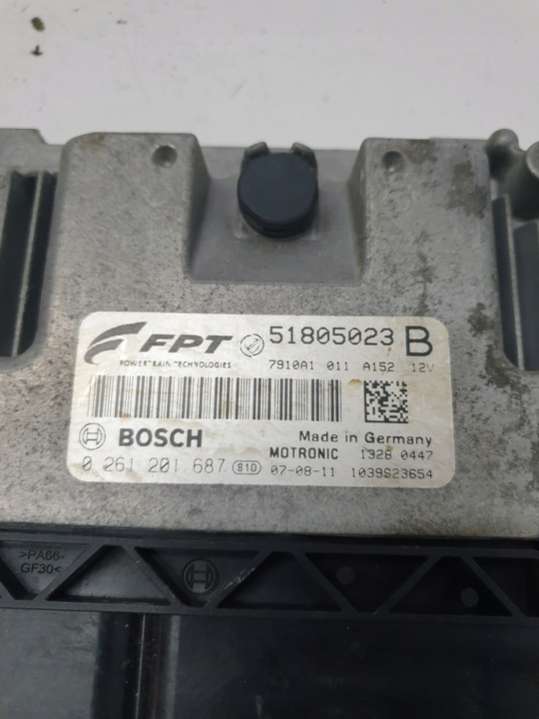 FPT 51805023 B
POWERTRAIN TECHNOLOGIES 7910A1 011 A152 12V
BOSCH Made in Germany
MOTRONIC 1328 0447
0 261 201 687 810 07-08-11 1039S23654
>PA66-
GF30<